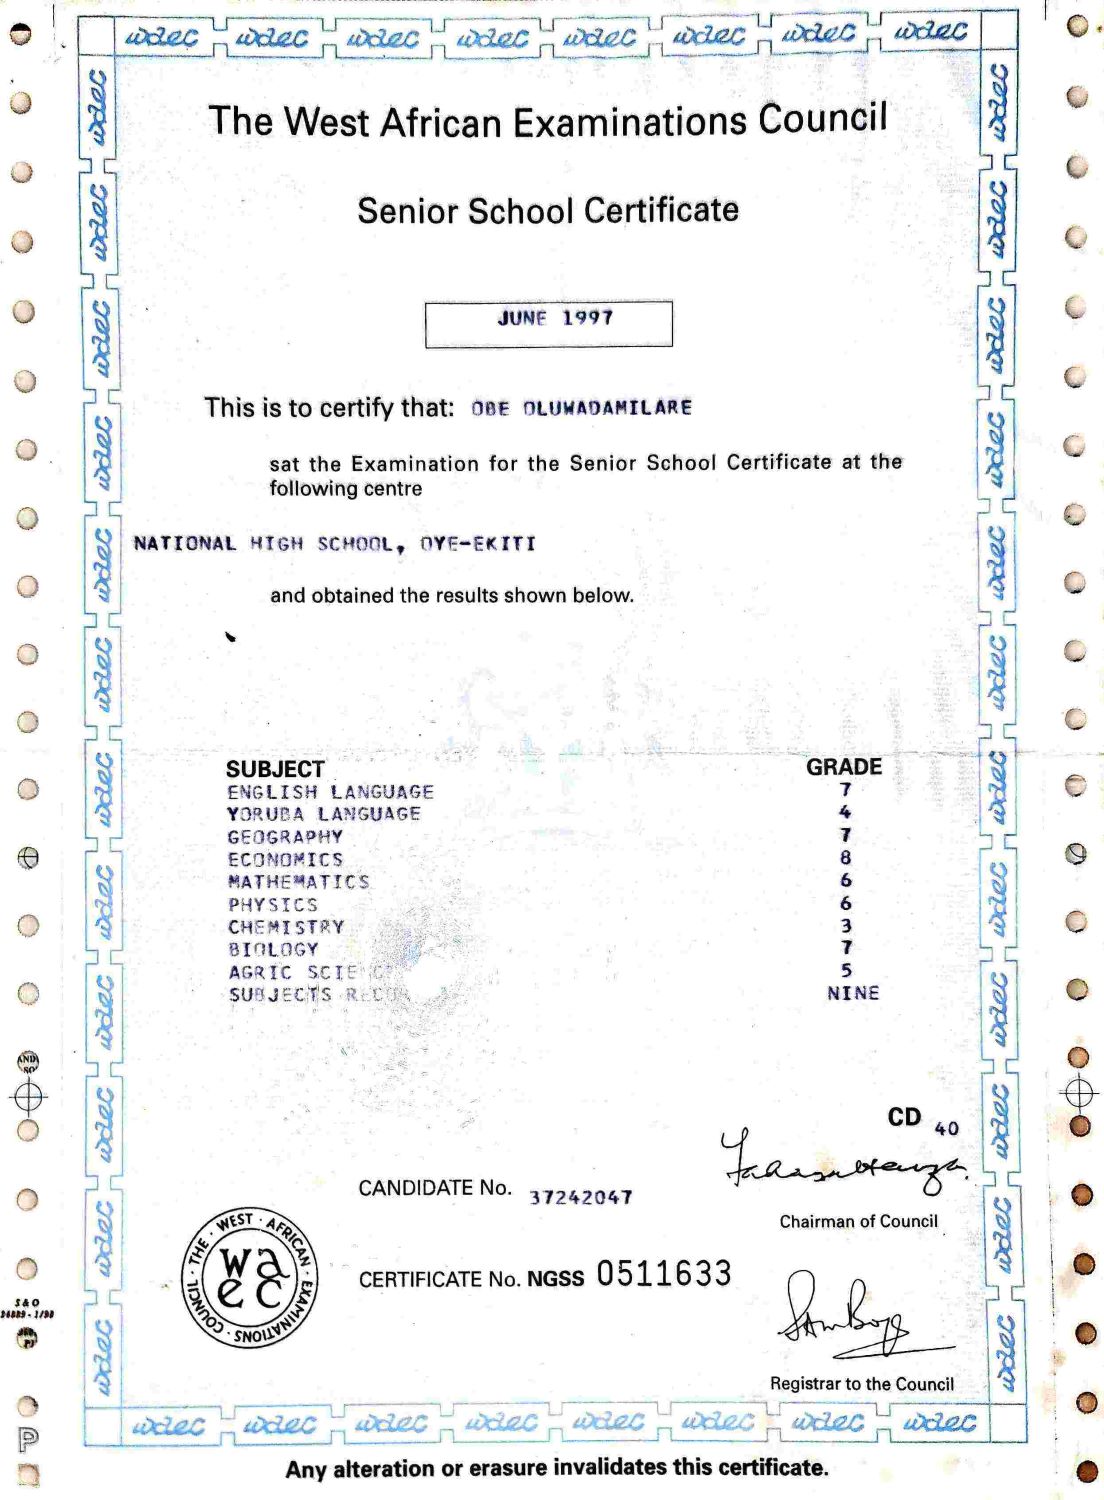 waec waec waec waec waec waec waec waec
The West African Examinations Council
Senior School Certificate
JUNE 1997
This is to certify that: OBE OLUWADAMILARE
sat the Examination for the Senior School Certificate at the
following centre
NATIONAL HIGH SCHOOL, OYE-EKITI
and obtained the results shown below.
SUBJECT GRADE
ENGLISH LANGUAGE 7
YORUBA LANGUAGE 4
GEOGRAPHY 7
ECONOMICS 8
MATHEMATICS 6
PHYSICS 6
CHEMISTRY 3
BIOLOGY 7
AGRIC 5
SUBJECTS NINE
CD 40
CANDIDATE No. 37242047
Chairman of Council
THE · WEST · AFRICAN · EXAMINATIONS · COUNCIL ·
wa
ec
CERTIFICATE No. NGSS 0511633
Registrar to the Council
S & O
P
waec waec waec waec waec waec waec waec
Any alteration or erasure invalidates this certificate.